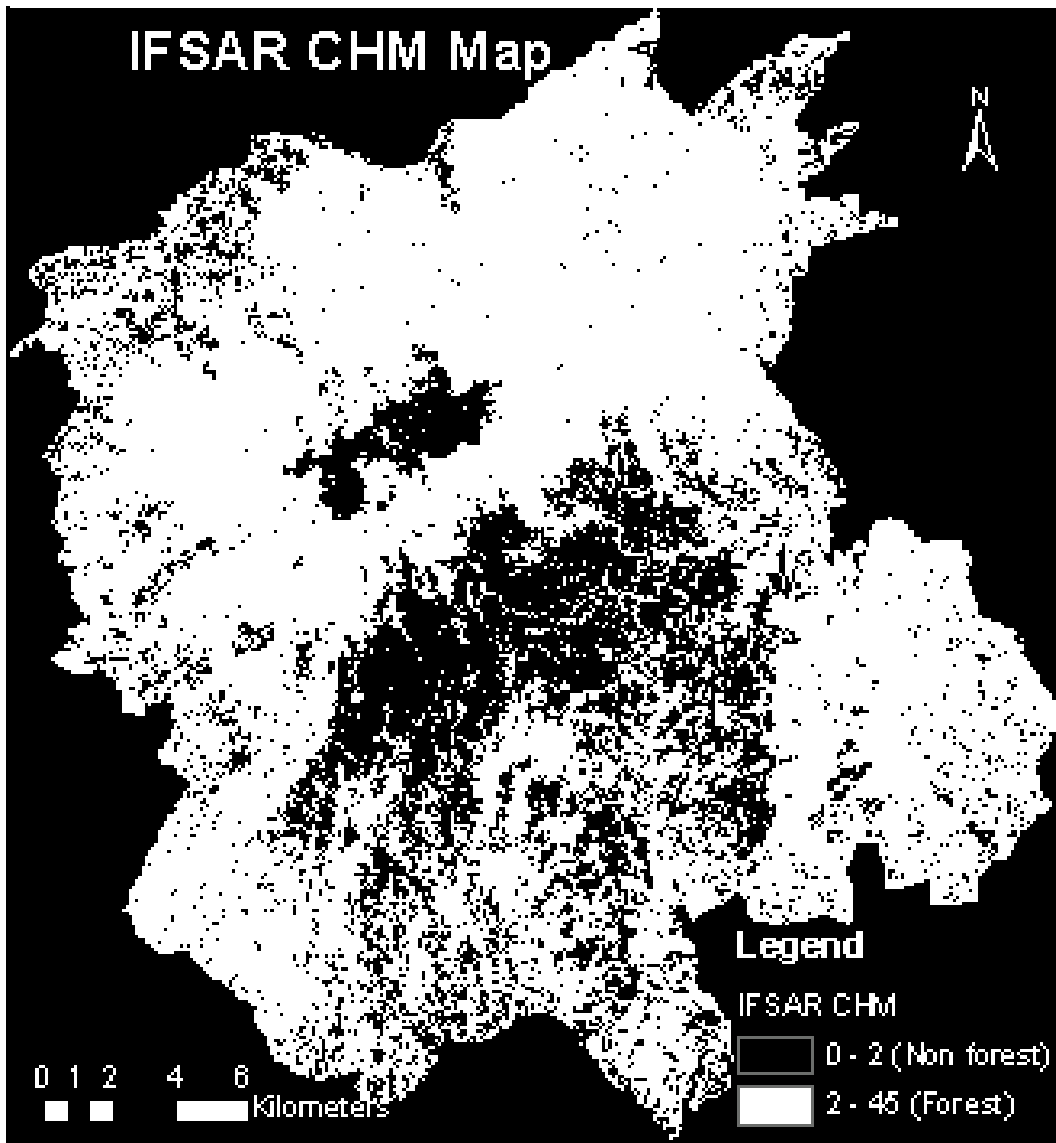 IFSAR CHM Map
N
Legend
IFSAR CHM
0 - 2 (Non forest)
2 - 45 (Forest)
0 1 2 4 6
Kilometers